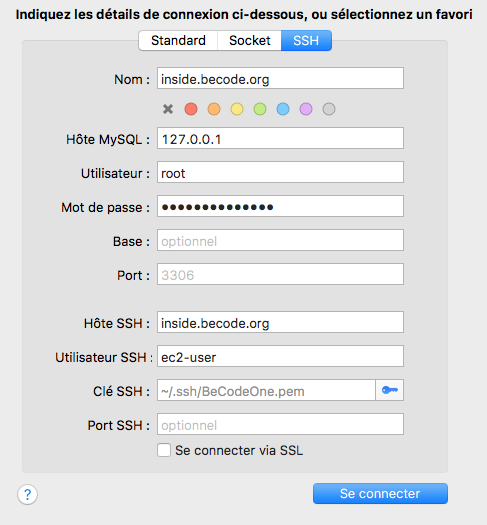 Indiquez les détails de connexion ci-dessous, ou sélectionnez un favori
Standard Socket SSH
Nom : inside.becode.org
Hôte MySQL : 127.0.0.1
Utilisateur : root
Mot de passe : ●●●●●●●●●●●●●●
Base : optionnel
Port : 3306
Hôte SSH : inside.becode.org
Utilisateur SSH : ec2-user
Clé SSH : ~/.ssh/BeCodeOne.pem
Port SSH : optionnel
Se connecter via SSL
? Se connecter